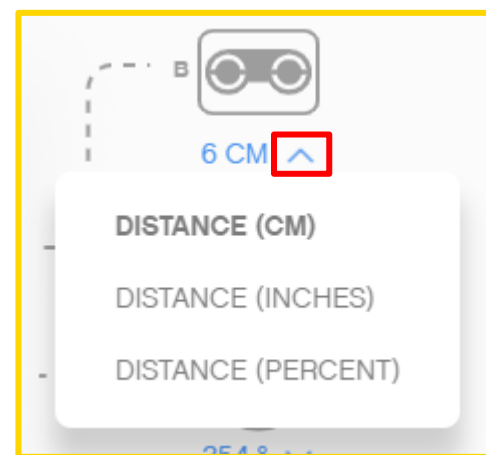 B
6 CM
DISTANCE (CM)
DISTANCE (INCHES)
DISTANCE (PERCENT)